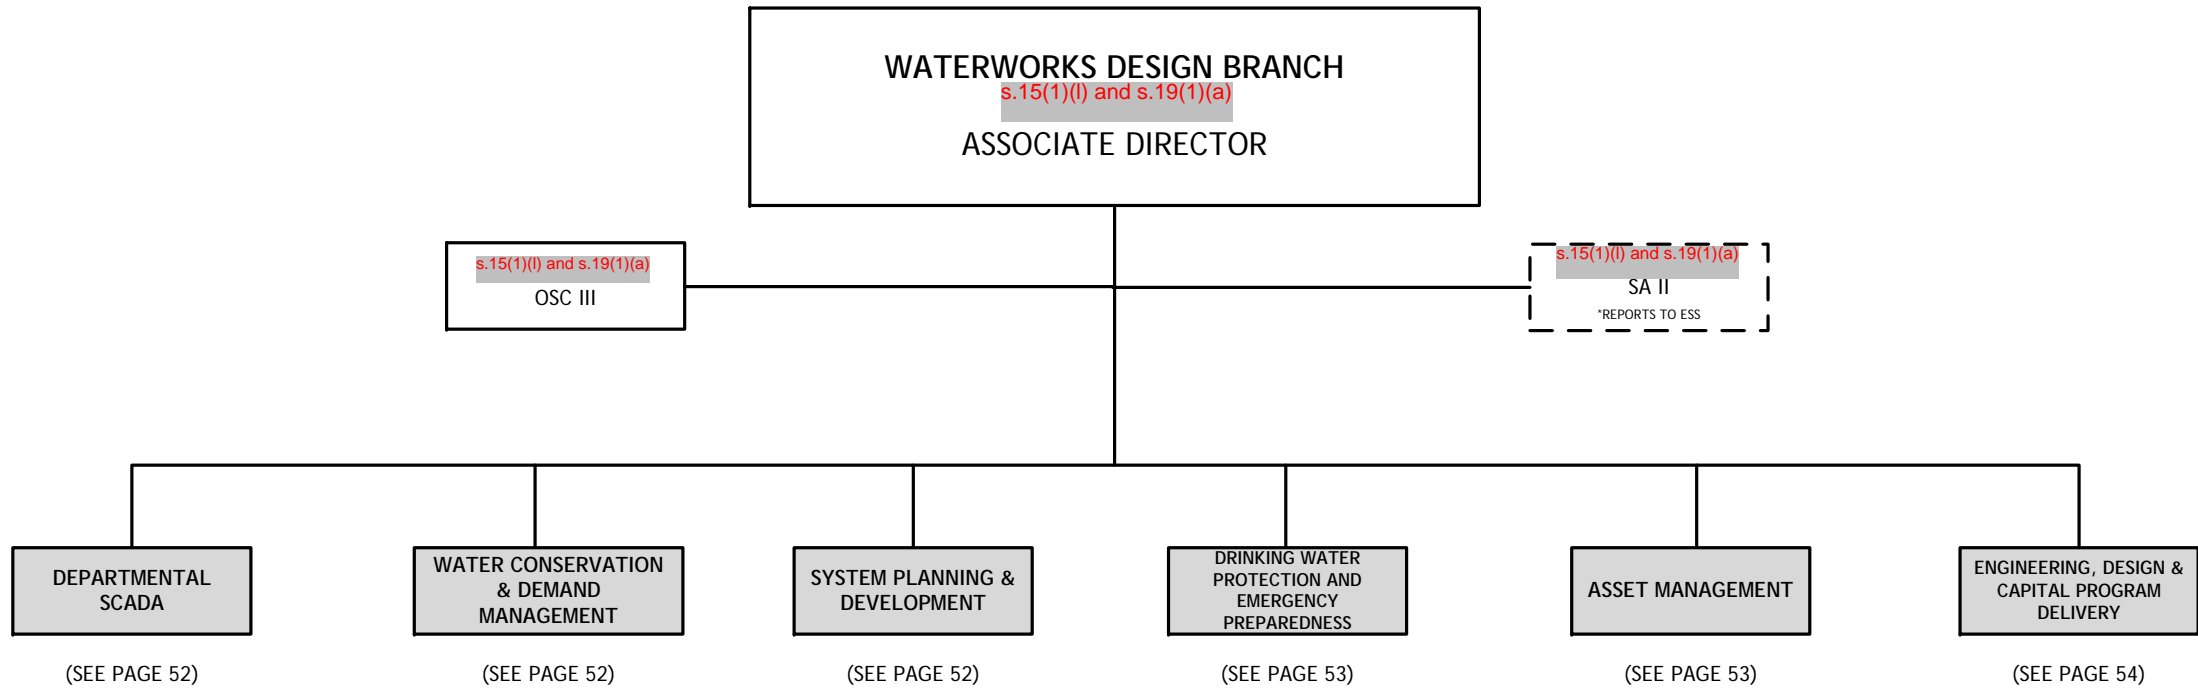 WATERWORKS DESIGN BRANCH
s.15(1)(l) and s.19(1)(a)
ASSOCIATE DIRECTOR
s.15(1)(l) and s.19(1)(a)
OSC III
s.15(1)(l) and s.19(1)(a)
SA II
*REPORTS TO ESS
DEPARTMENTAL
SCADA
(SEE PAGE 52)
WATER CONSERVATION
& DEMAND
MANAGEMENT
(SEE PAGE 52)
SYSTEM PLANNING &
DEVELOPMENT
(SEE PAGE 52)
DRINKING WATER
PROTECTION AND
EMERGENCY
PREPAREDNESS
(SEE PAGE 53)
ASSET MANAGEMENT
(SEE PAGE 53)
ENGINEERING, DESIGN &
CAPITAL PROGRAM
DELIVERY
(SEE PAGE 54)